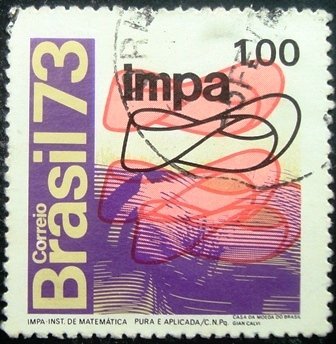 1,00
impa
Correio
Brasil 73
IMPA-INST. DE MATEMÁTICA PURA E APLICADA/C.N.Pq.
CASA DA MOEDA DO BRASIL
GIAN CALVI